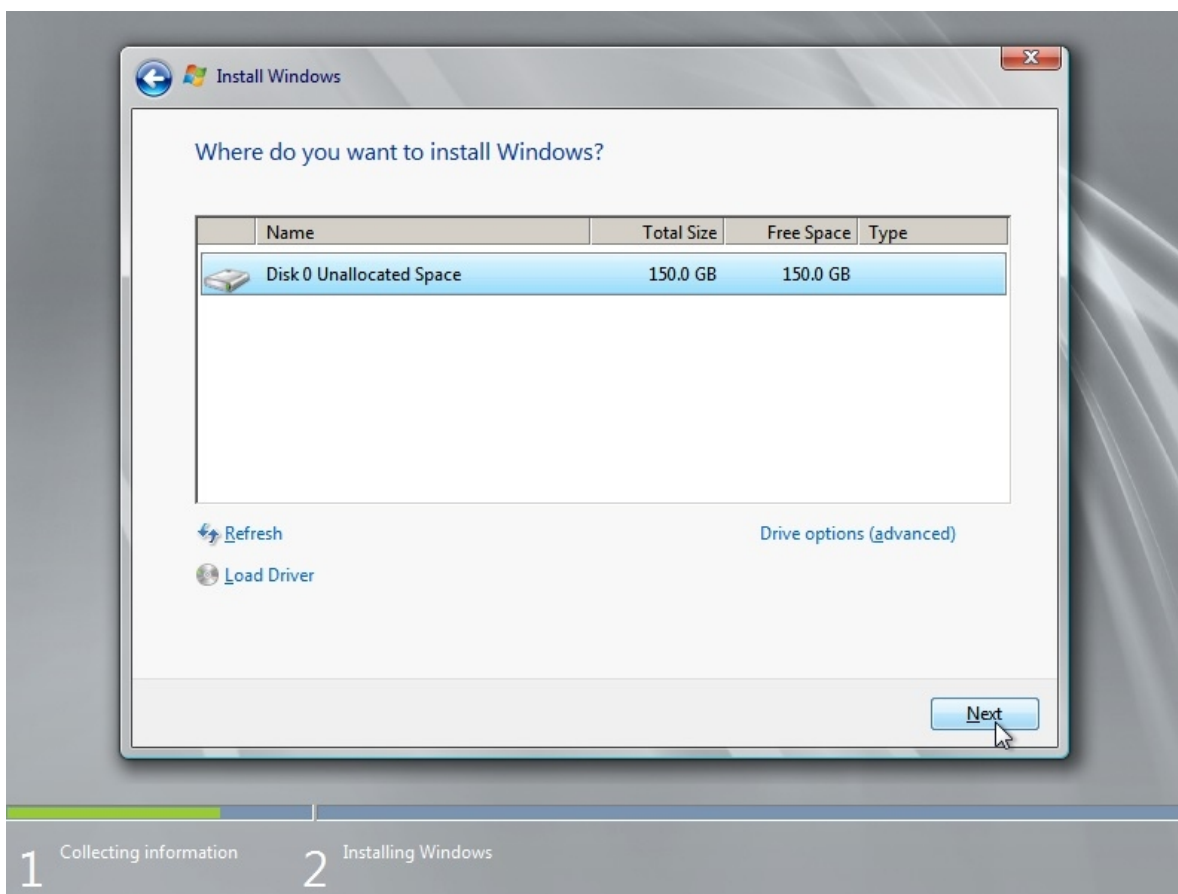 Install Windows
Where do you want to install Windows?
Name Total Size Free Space Type
Disk 0 Unallocated Space 150.0 GB 150.0 GB
Refresh Drive options (advanced)
Load Driver
Next
1 Collecting information 2 Installing Windows